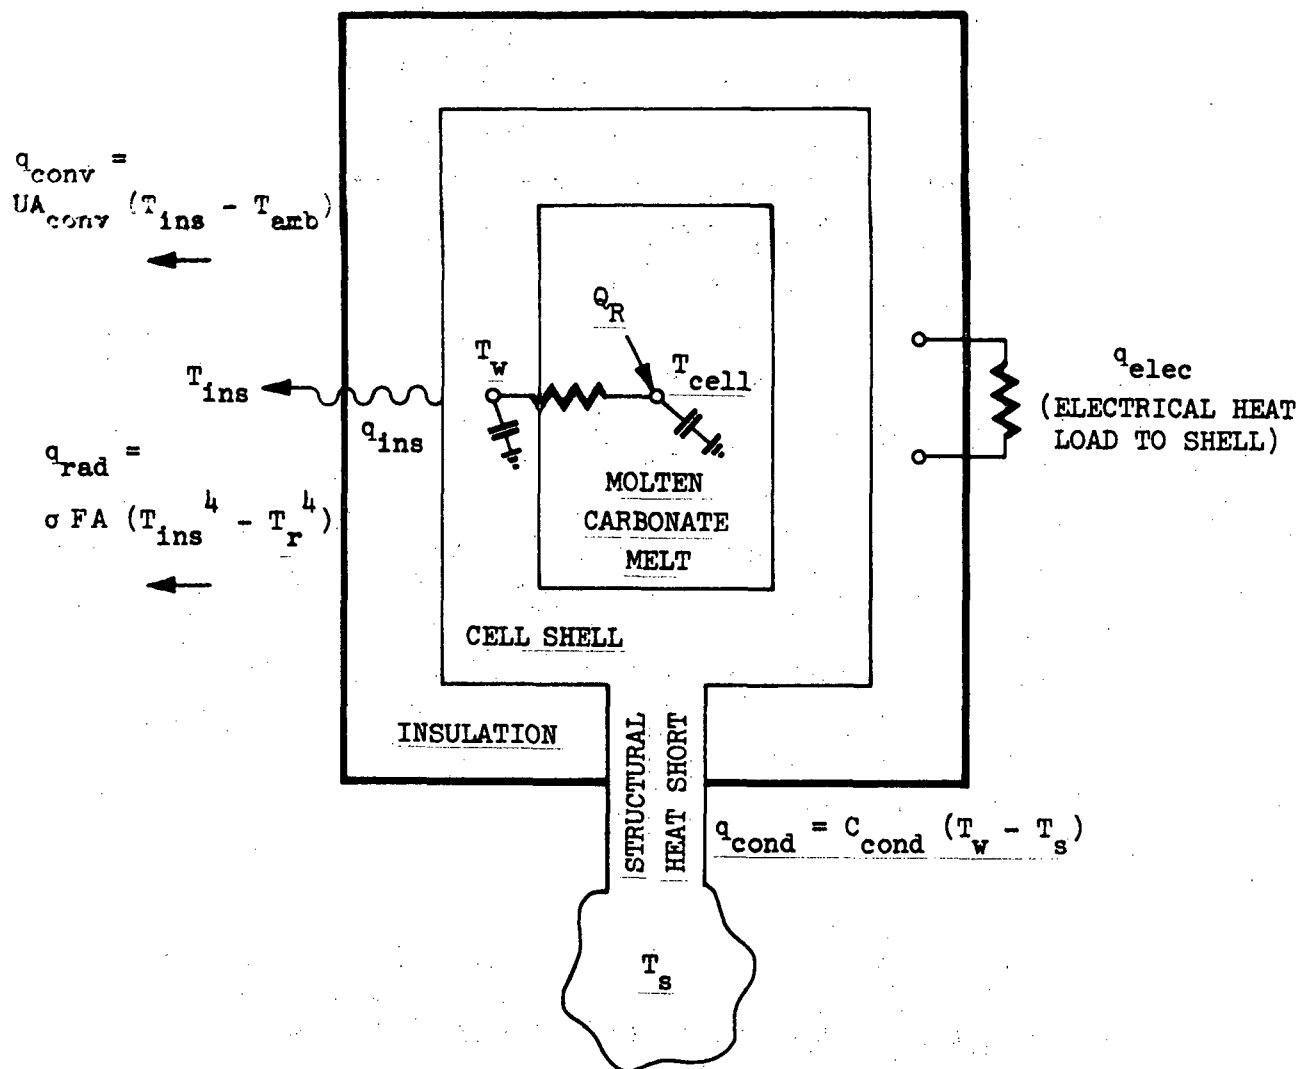 q_conv =
UA_conv (T_ins - T_amb)
T_ins
q_ins
q_rad =
σ FA (T_ins^4 - T_r^4)
Q_R
T_w
T_cell
MOLTEN
CARBONATE
MELT
CELL SHELL
INSULATION
q_elec
(ELECTRICAL HEAT
LOAD TO SHELL)
STRUCTURAL
HEAT SHORT
q_cond = C_cond (T_w - T_s)
T_s